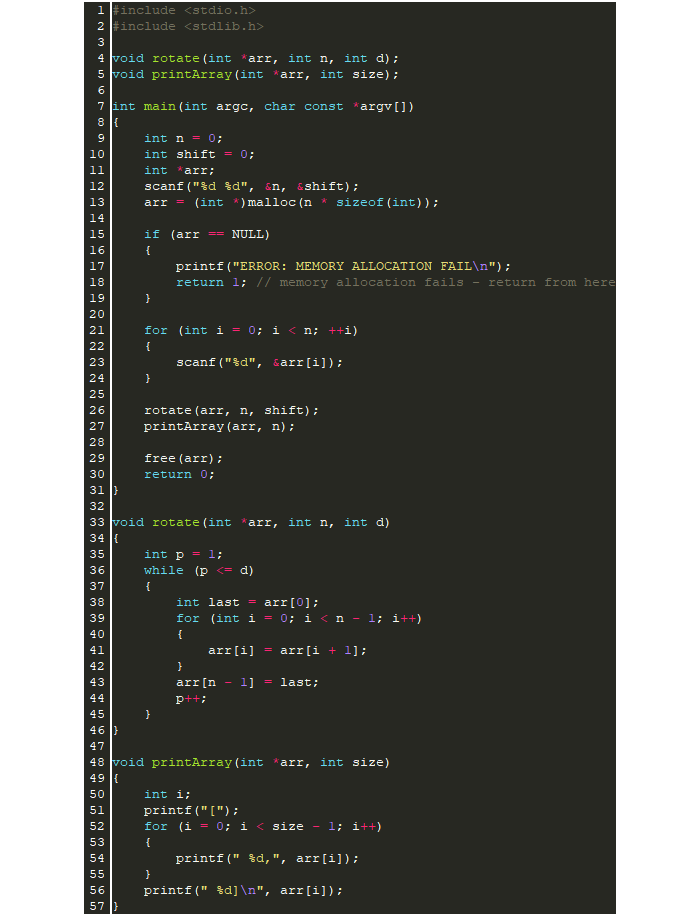 1 #include <stdio.h>
2 #include <stdlib.h>
3
4 void rotate(int *arr, int n, int d);
5 void printArray(int *arr, int size);
6
7 int main(int argc, char const *argv[])
8 {
9     int n = 0;
10     int shift = 0;
11     int *arr;
12     scanf("%d %d", &n, &shift);
13     arr = (int *)malloc(n * sizeof(int));
14
15     if (arr == NULL)
16     {
17         printf("ERROR: MEMORY ALLOCATION FAIL\n");
18         return 1; // memory allocation fails - return from here
19     }
20
21     for (int i = 0; i < n; ++i)
22     {
23         scanf("%d", &arr[i]);
24     }
25
26     rotate(arr, n, shift);
27     printArray(arr, n);
28
29     free(arr);
30     return 0;
31 }
32
33 void rotate(int *arr, int n, int d)
34 {
35     int p = 1;
36     while (p <= d)
37     {
38         int last = arr[0];
39         for (int i = 0; i < n - 1; i++)
40         {
41             arr[i] = arr[i + 1];
42         }
43         arr[n - 1] = last;
44         p++;
45     }
46 }
47
48 void printArray(int *arr, int size)
49 {
50     int i;
51     printf("[");
52     for (i = 0; i < size - 1; i++)
53     {
54         printf(" %d,", arr[i]);
55     }
56     printf(" %d]\n", arr[i]);
57 }